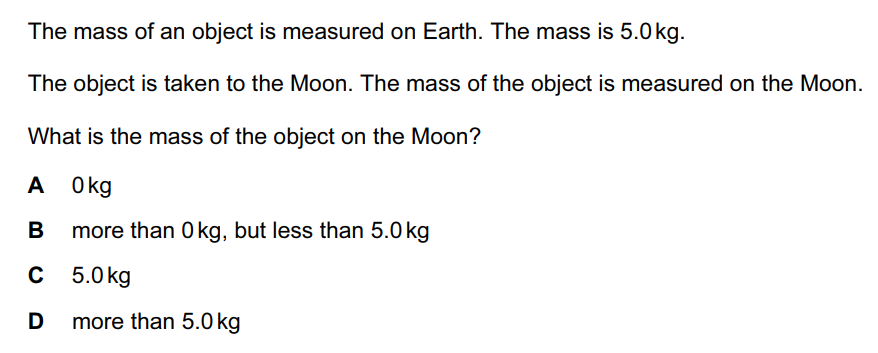 The mass of an object is measured on Earth. The mass is 5.0 kg.
The object is taken to the Moon. The mass of the object is measured on the Moon.
What is the mass of the object on the Moon?
A 0 kg
B more than 0 kg, but less than 5.0 kg
C 5.0 kg
D more than 5.0 kg